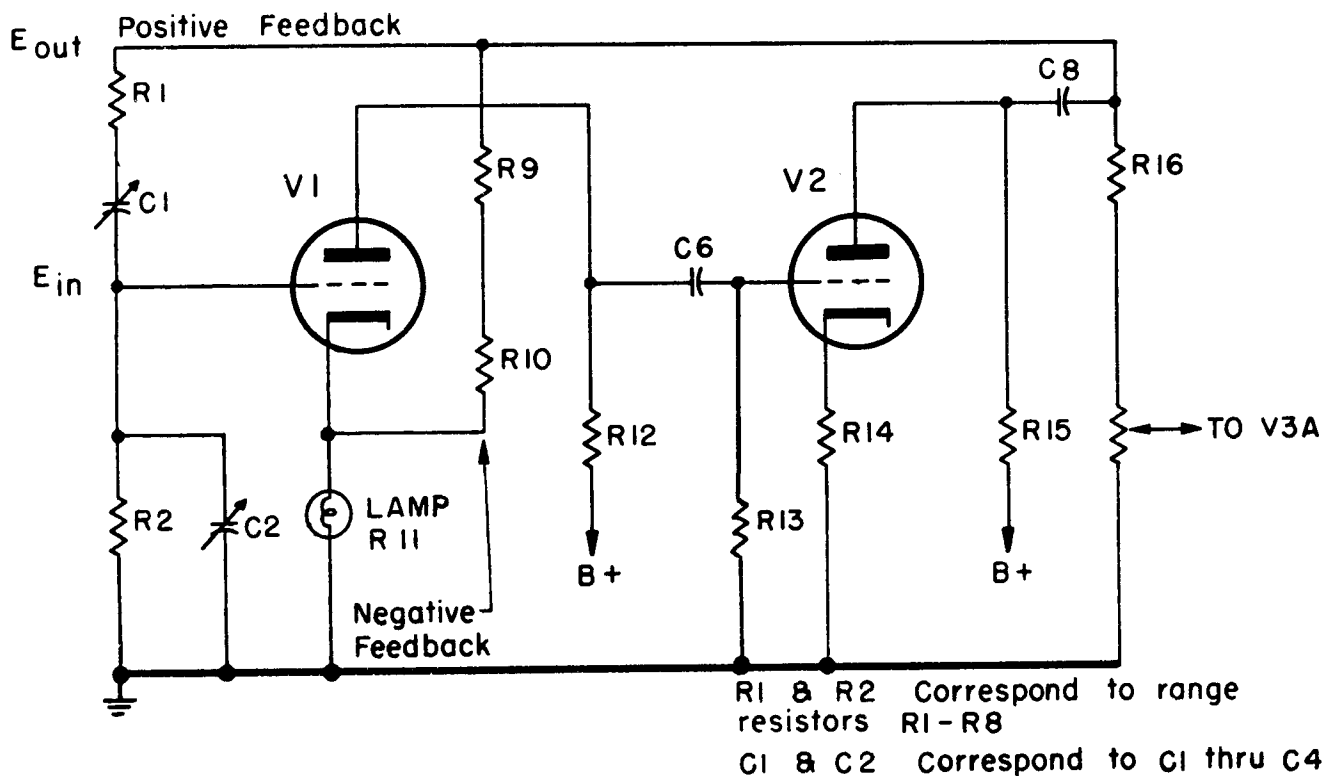 Positive Feedback
E out
R1
C8
R9
R16
V1
V2
C1
C6
E in
R10
R12
R14
R15
TO V3A
R2
C2
LAMP
R11
R13
B+
B+
Negative
Feedback
R1 & R2 Correspond to range
resistors R1-R8
C1 & C2 Correspond to C1 thru C4